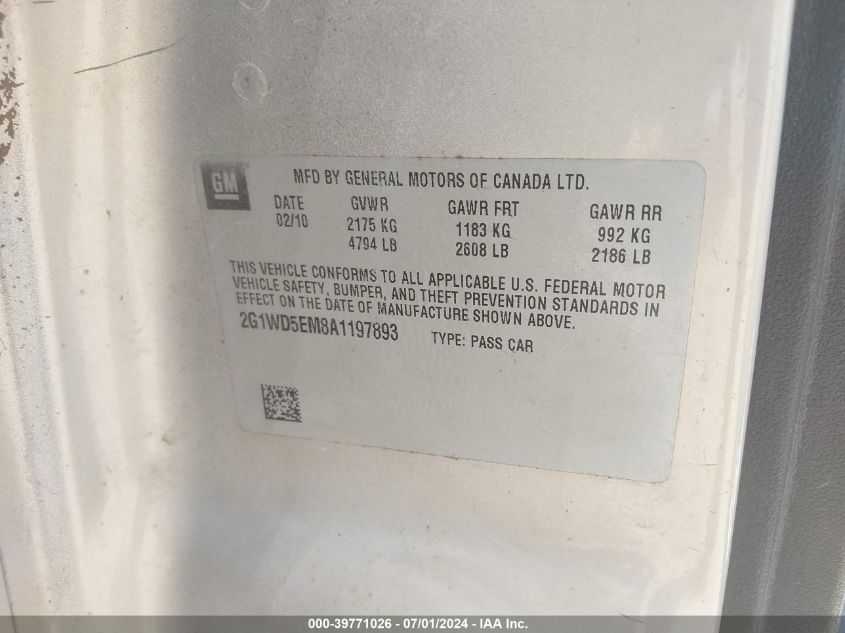 GM
MFD BY GENERAL MOTORS OF CANADA LTD.
DATE GVWR GAWR FRT GAWR RR
02/10 2175 KG 1183 KG 992 KG
4794 LB 2608 LB 2186 LB
THIS VEHICLE CONFORMS TO ALL APPLICABLE U.S. FEDERAL MOTOR
VEHICLE SAFETY, BUMPER, AND THEFT PREVENTION STANDARDS IN
EFFECT ON THE DATE OF MANUFACTURE SHOWN ABOVE.
2G1WD5EM8A1197893 TYPE: PASS CAR
000-39771026 - 07/01/2024 - IAA Inc.